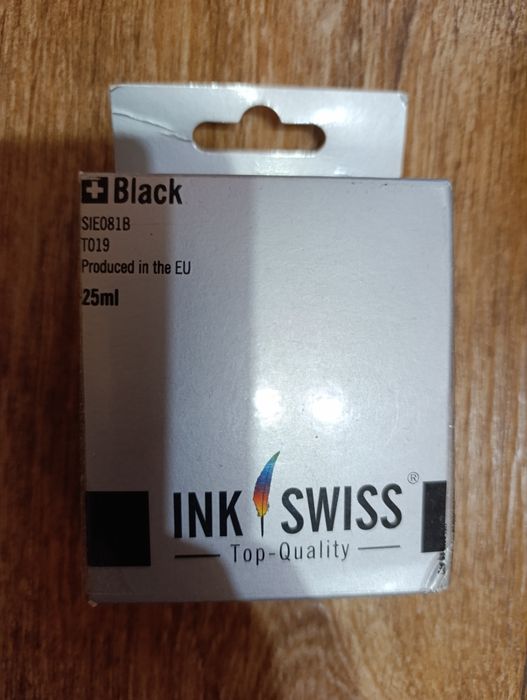 Black
SIE081B
T019
Produced in the EU
25ml
INK SWISS®
Top-Quality